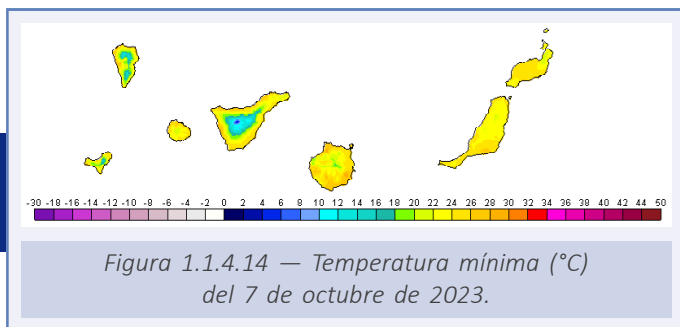 -30 -18 -16 -14 -12 -10 -8 -6 -4 -2 0 2 4 6 8 10 12 14 16 18 20 22 24 26 28 30 32 34 36 38 40 42 44 50
Figura 1.1.4.14 — Temperatura mínima (°C)
del 7 de octubre de 2023.